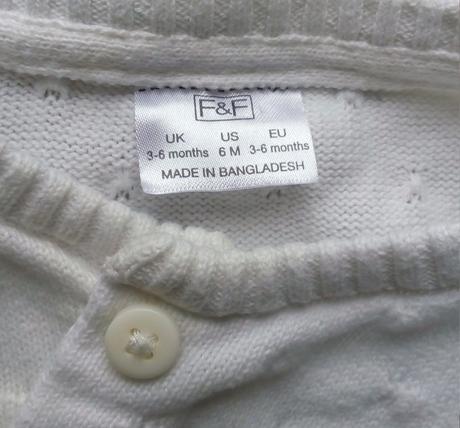 F&F
UK US EU
3-6 months 6 M 3-6 months
MADE IN BANGLADESH